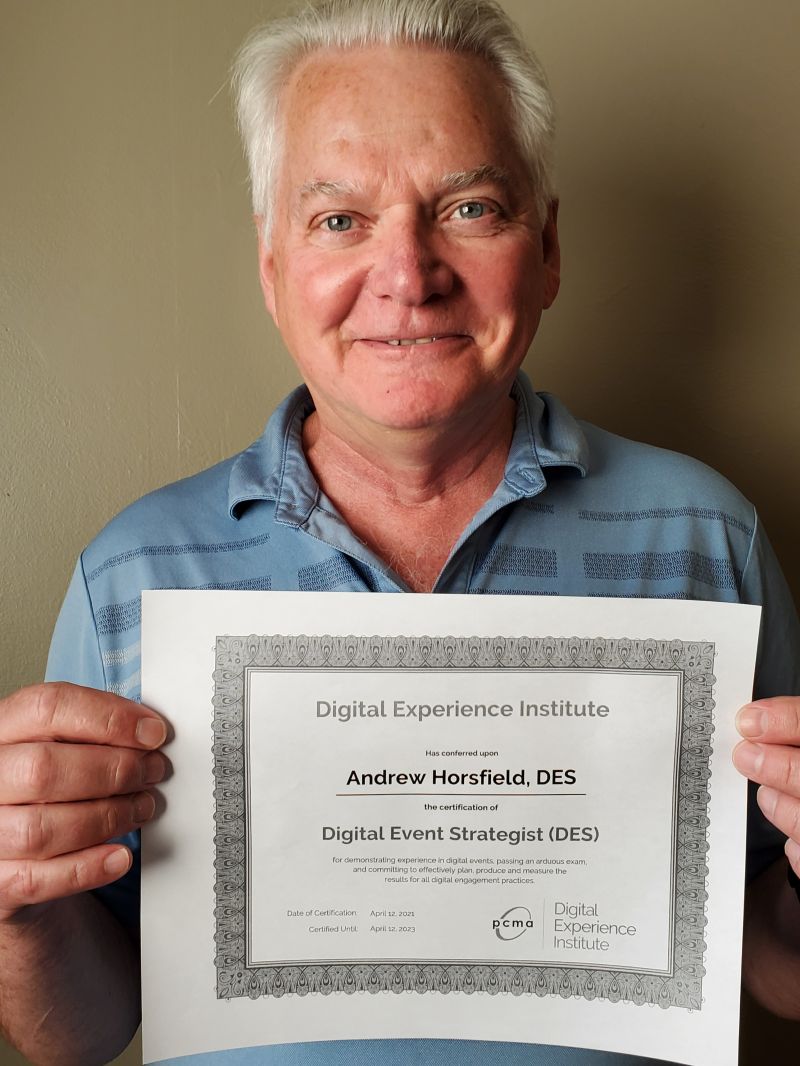 Digital Experience Institute
Has conferred upon
Andrew Horsfield, DES
the certification of
Digital Event Strategist (DES)
for demonstrating experience in digital events, passing an arduous exam,
and committing to effectively plan, produce and measure the
results for all digital engagement practices.
Date of Certification: April 12, 2021
Certified Until: April 12, 2023
pcma
Digital
Experience
Institute